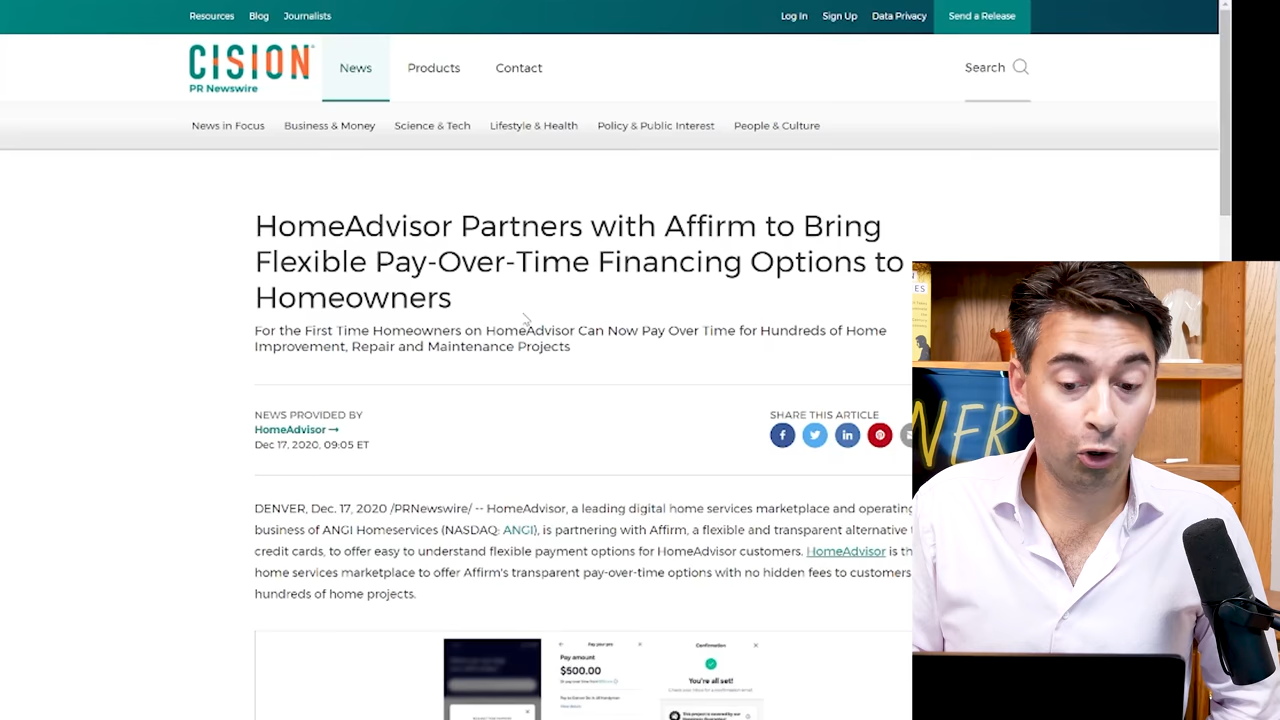 Resources Blog Journalists Log In Sign Up Data Privacy Send a Release
CISION
PR Newswire
News Products Contact Search
News in Focus Business & Money Science & Tech Lifestyle & Health Policy & Public Interest People & Culture
HomeAdvisor Partners with Affirm to Bring
Flexible Pay-Over-Time Financing Options to
Homeowners
For the First Time Homeowners on HomeAdvisor Can Now Pay Over Time for Hundreds of Home
Improvement, Repair and Maintenance Projects
NEWS PROVIDED BY
HomeAdvisor →
Dec 17, 2020, 09:05 ET
SHARE THIS ARTICLE
DENVER, Dec. 17, 2020 /PRNewswire/ -- HomeAdvisor, a leading digital home services marketplace and operating
business of ANGI Homeservices (NASDAQ: ANGI), is partnering with Affirm, a flexible and transparent alternative
credit cards, to offer easy to understand flexible payment options for HomeAdvisor customers. HomeAdvisor is th
home services marketplace to offer Affirm's transparent pay-over-time options with no hidden fees to customers
hundreds of home projects.
Pay your pro
Pay amount
$500.00
Confirmation
You're all set!
ES
NER